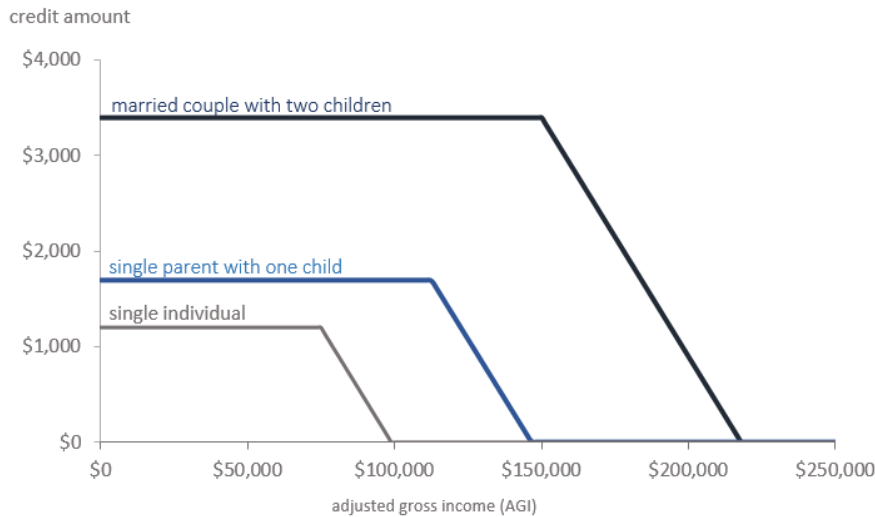 credit amount
$4,000
married couple with two children
$3,000
$2,000
single parent with one child
single individual
$1,000
$0
$0 $50,000 $100,000 $150,000 $200,000 $250,000
adjusted gross income (AGI)